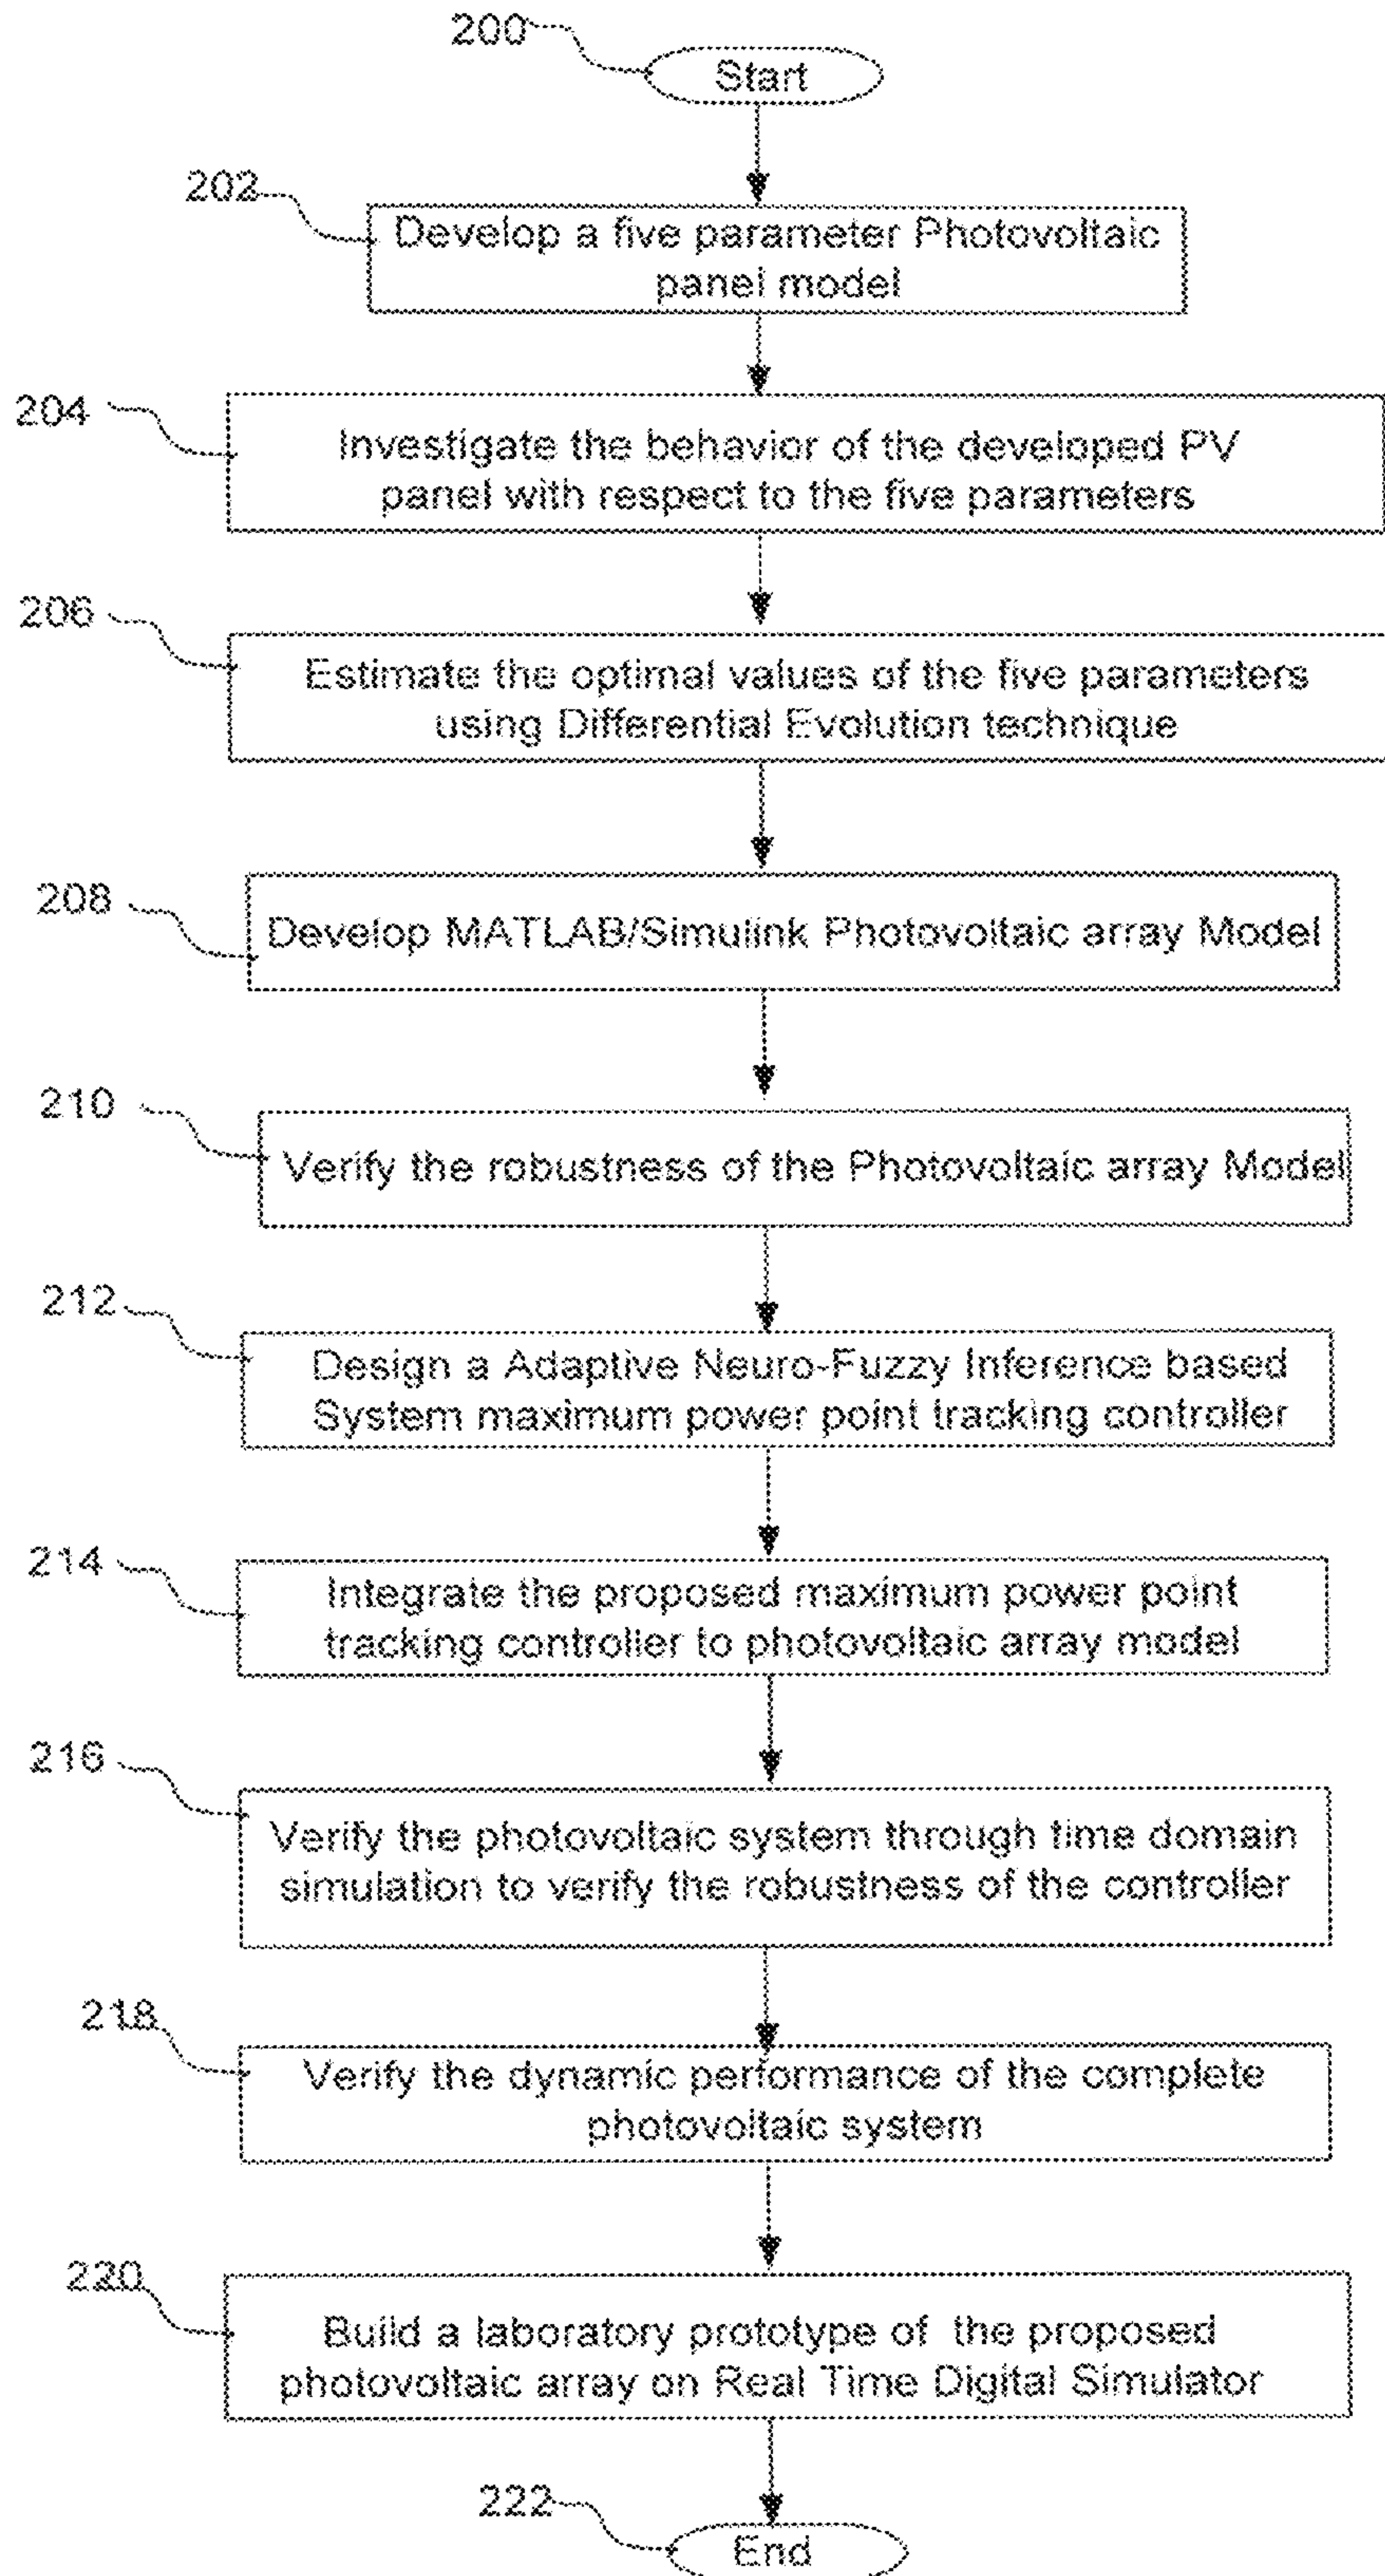 200
Start
202
Develop a five parameter Photovoltaic
panel model
204
Investigate the behavior of the developed PV
panel with respect to the five parameters
206
Estimate the optimal values of the five parameters
using Differential Evolution technique
208
Develop MATLAB/Simulink Photovoltaic array Model
210
Verify the robustness of the Photovoltaic array Model
212
Design a Adaptive Neuro-Fuzzy Inference based
System maximum power point tracking controller
214
Integrate the proposed maximum power point
tracking controller to photovoltaic array model
216
Verify the photovoltaic system through time domain
simulation to verify the robustness of the controller
218
Verify the dynamic performance of the complete
photovoltaic system
220
Build a laboratory prototype of the proposed
photovoltaic array on Real Time Digital Simulator
222
End